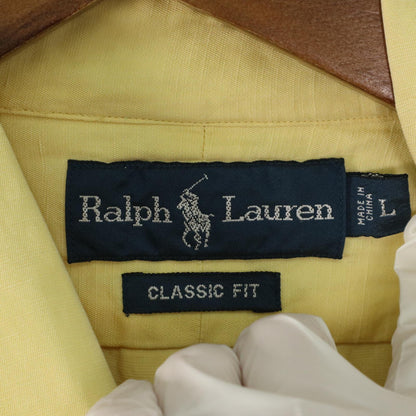 Ralph Lauren
MADE IN
CHINA
L
CLASSIC FIT